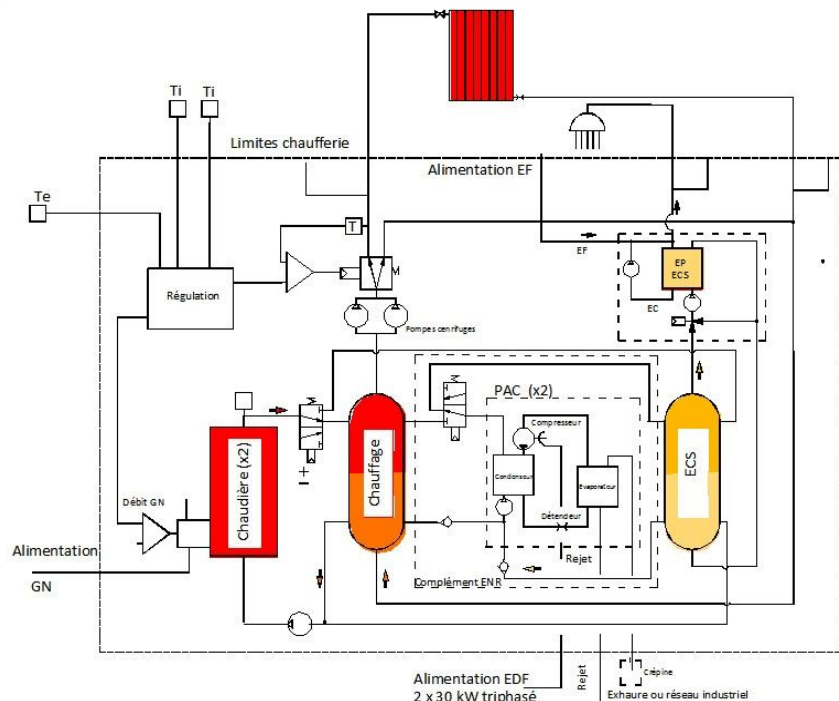 Ti
Ti
Limites chaufferie
Alimentation EF
Te
T
Régulation
M
EF
EP
ECS
EC
Pompes cenrifuges
M
M
PAC (x2)
Compresseur
Condenseur
Evaporateur
Détendeur
Rejet
Chaudière (x2)
Chauffage
ECS
I +
Débit GN
Alimentation
GN
Complément ENR
Alimentation EDF
2 x 30 kW triphasé
Rejet
Crépine
Exhaure ou réseau industriel